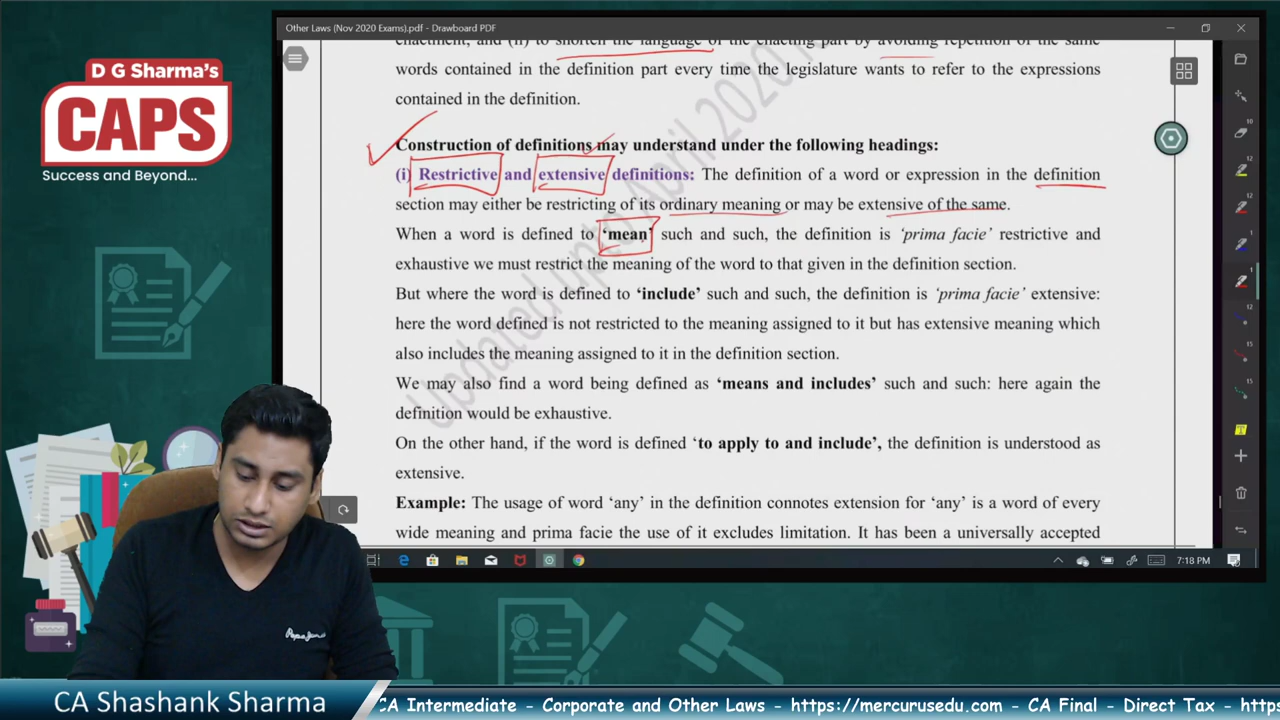 D G Sharma's
CAPS
Success and Beyond...
Other Laws (Nov 2020 Exams).pdf - Drawboard PDF
enactment, and (ii) to shorten the language of the enacting part by avoiding repetition of the same
words contained in the definition part every time the legislature wants to refer to the expressions
contained in the definition.
Construction of definitions may understand under the following headings:
(i) Restrictive and extensive definitions: The definition of a word or expression in the definition
section may either be restricting of its ordinary meaning or may be extensive of the same.
When a word is defined to ‘mean’ such and such, the definition is ‘prima facie’ restrictive and
exhaustive we must restrict the meaning of the word to that given in the definition section.
But where the word is defined to ‘include’ such and such, the definition is ‘prima facie’ extensive:
here the word defined is not restricted to the meaning assigned to it but has extensive meaning which
also includes the meaning assigned to it in the definition section.
We may also find a word being defined as ‘means and includes’ such and such: here again the
definition would be exhaustive.
On the other hand, if the word is defined ‘to apply to and include’, the definition is understood as
extensive.
Example: The usage of word ‘any’ in the definition connotes extension for ‘any’ is a word of every
wide meaning and prima facie the use of it excludes limitation. It has been a universally accepted
Updated upto April 2020
7:18 PM
Pepe Jeans
CA Shashank Sharma
CA Intermediate - Corporate and Other Laws - https://mercurusedu.com - CA Final - Direct Tax - https